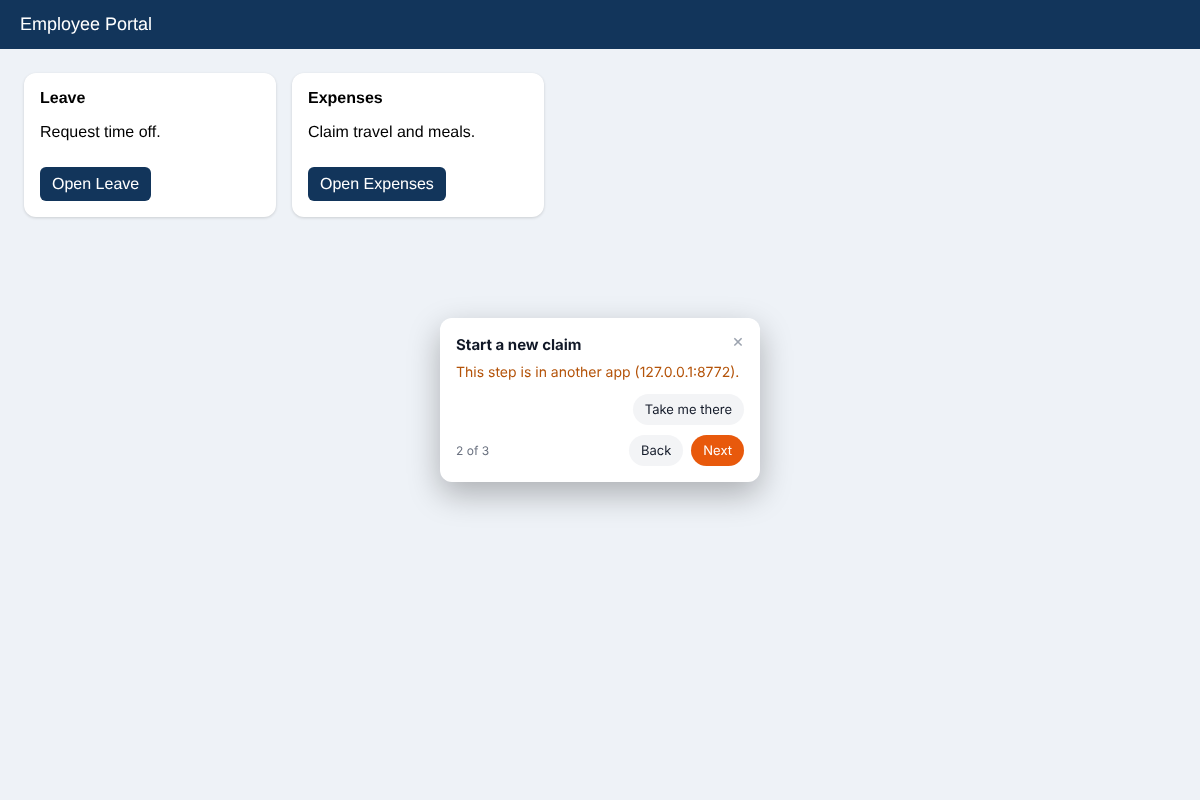 Employee Portal
Leave
Request time off.
Open Leave
Expenses
Claim travel and meals.
Open Expenses
Start a new claim
×
This step is in another app (127.0.0.1:8772).
Take me there
2 of 3
Back
Next